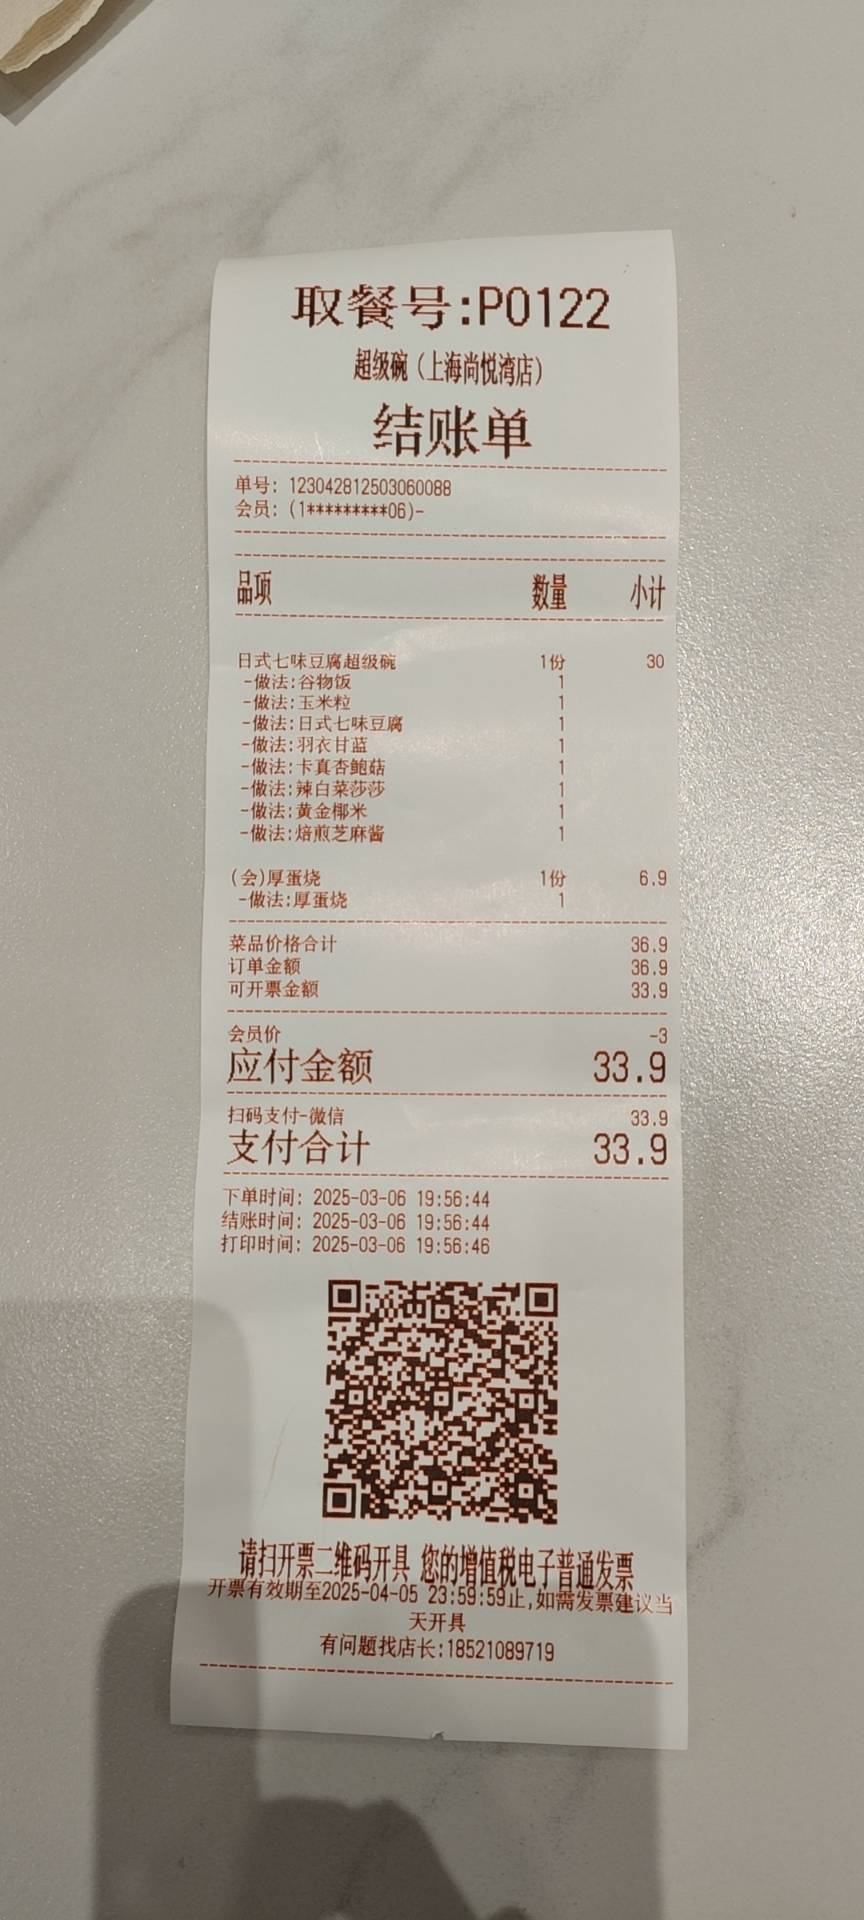 取餐号:P0122
超级碗（上海尚悦湾店）
结账单
单号: 123042812503060088
会员: (1*********06)-
品项 数量 小计
日式七味豆腐超级碗 1份 30
-做法:谷物饭 1
-做法:玉米粒 1
-做法:日式七味豆腐 1
-做法:羽衣甘蓝 1
-做法:卡真杏鲍菇 1
-做法:辣白菜莎莎 1
-做法:黄金椰米 1
-做法:焙煎芝麻酱 1
(会)厚蛋烧 1份 6.9
-做法:厚蛋烧 1
菜品价格合计 36.9
订单金额 36.9
可开票金额 33.9
会员价 -3
应付金额 33.9
扫码支付-微信 33.9
支付合计 33.9
下单时间: 2025-03-06 19:56:44
结账时间: 2025-03-06 19:56:44
打印时间: 2025-03-06 19:56:46
请扫开票二维码开具 您的增值税电子普通发票
开票有效期至2025-04-05 23:59:59止,如需发票建议当
天开具
有问题找店长:18521089719